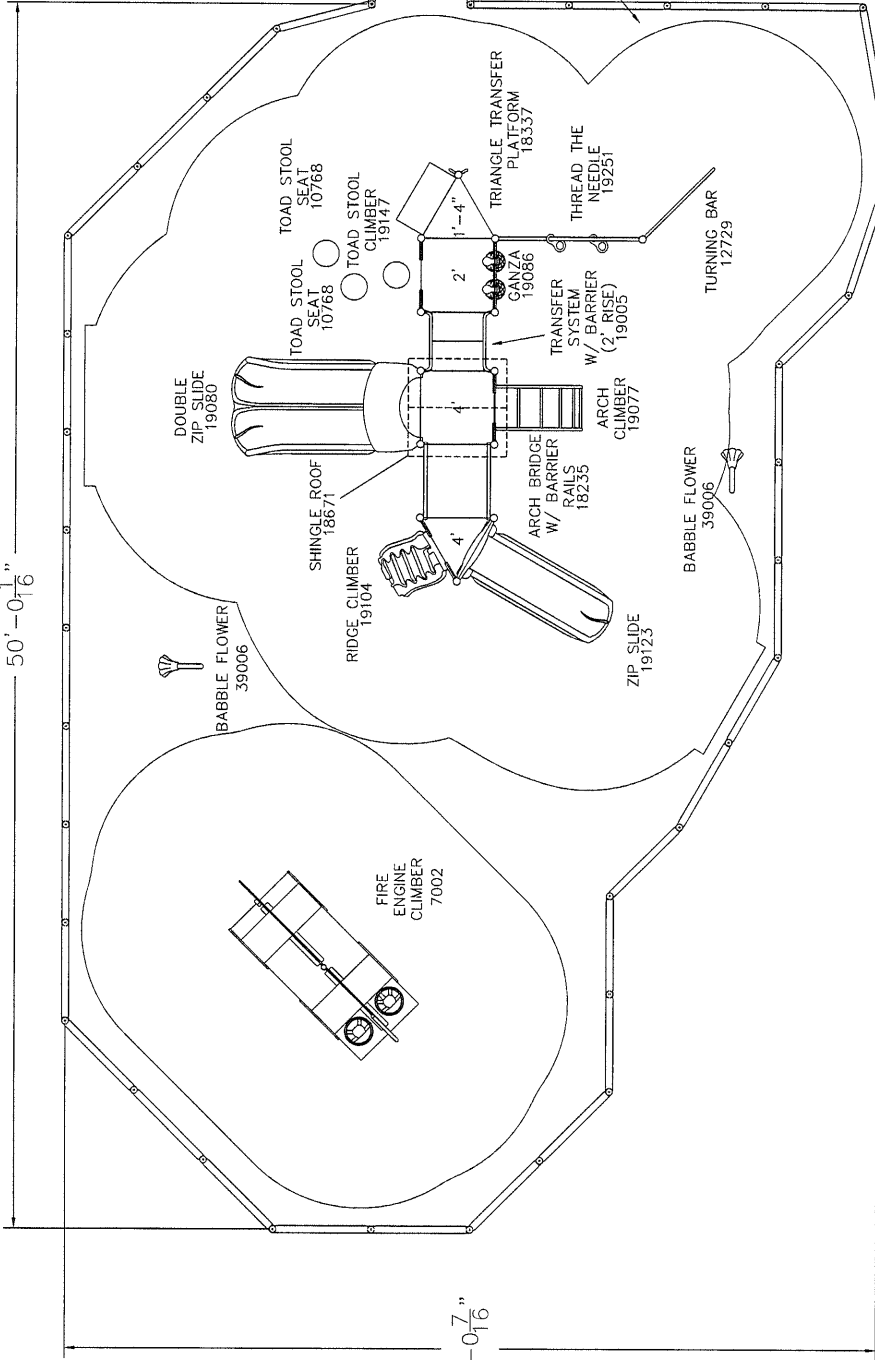 50'-0 1/16"
-0 7/16"
DOUBLE
ZIP SLIDE
19080
TOAD STOOL
SEAT
10768
TOAD STOOL
SEAT
10768
TOAD STOOL
CLIMBER
19147
1'-4"
2'
4'
4'
TRIANGLE TRANSFER
PLATFORM
18337
THREAD THE
NEEDLE
19251
GANZA
19086
TRANSFER
SYSTEM
W/ BARRIER
(2' RISE)
19005
TURNING BAR
12729
SHINGLE ROOF
18671
ARCH
CLIMBER
19077
ARCH BRIDGE
W/ BARRIER
RAILS
18235
RIDGE CLIMBER
19104
ZIP SLIDE
19123
BABBLE FLOWER
39006
BABBLE FLOWER
39006
FIRE
ENGINE
CLIMBER
7002